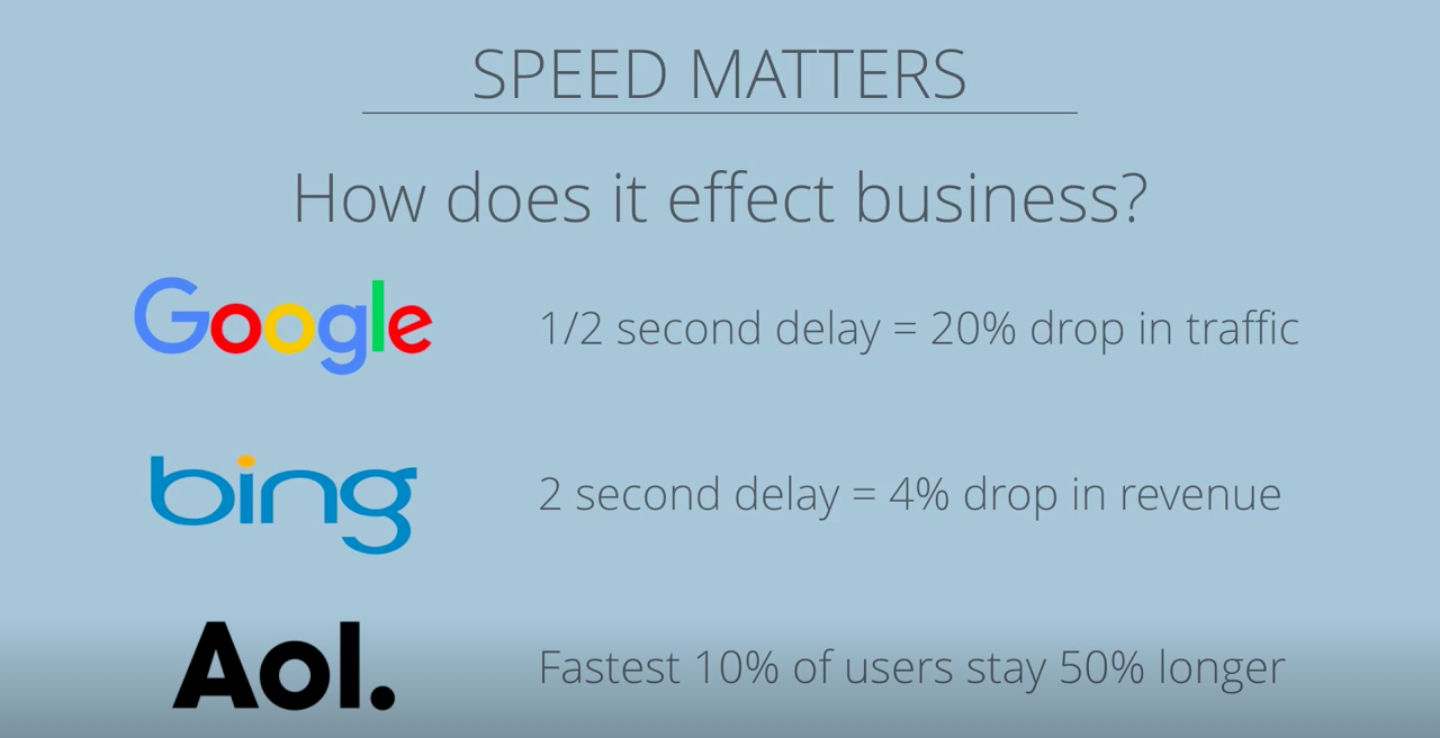 SPEED MATTERS
How does it effect business?
Google
1/2 second delay = 20% drop in traffic
bing
2 second delay = 4% drop in revenue
Aol.
Fastest 10% of users stay 50% longer